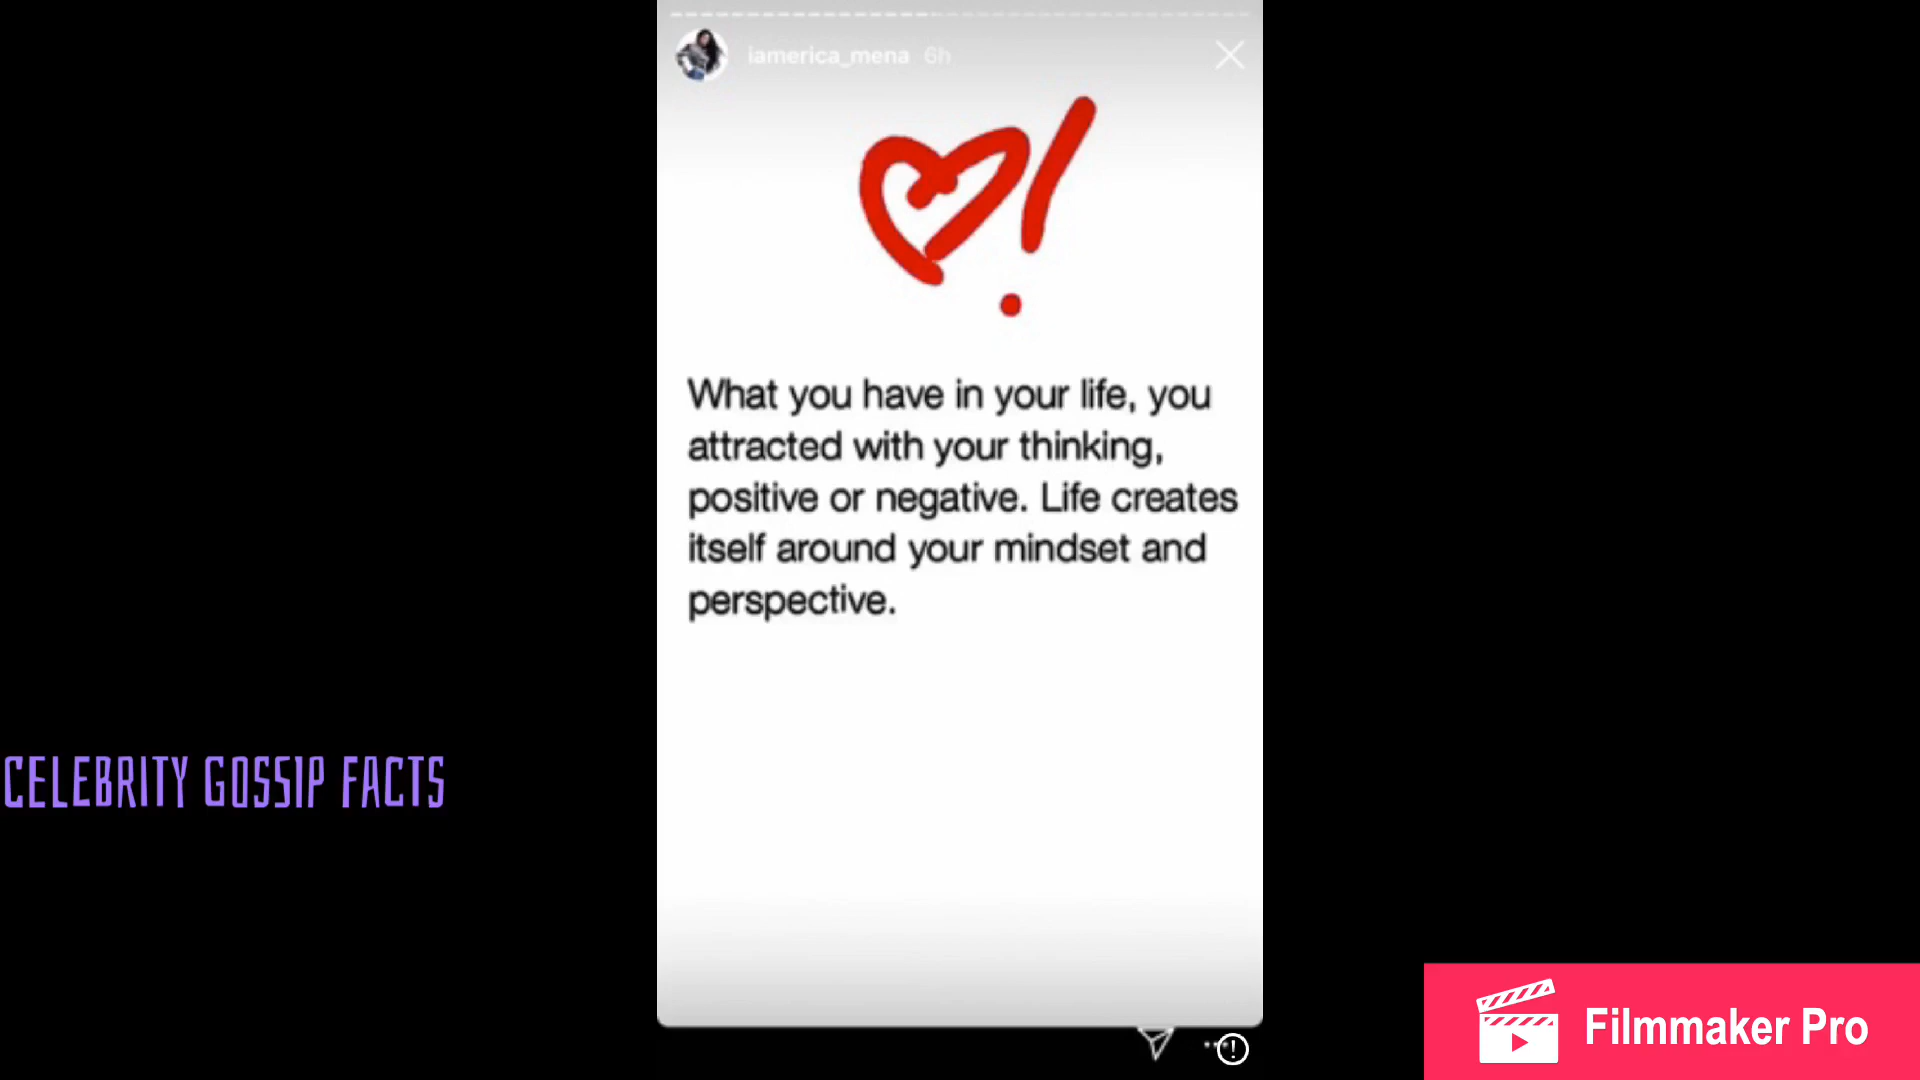 iamerica_mena 6h
What you have in your life, you
attracted with your thinking,
positive or negative. Life creates
itself around your mindset and
perspective.
CELEBRITY GOSSIP FACTS
Filmmaker Pro